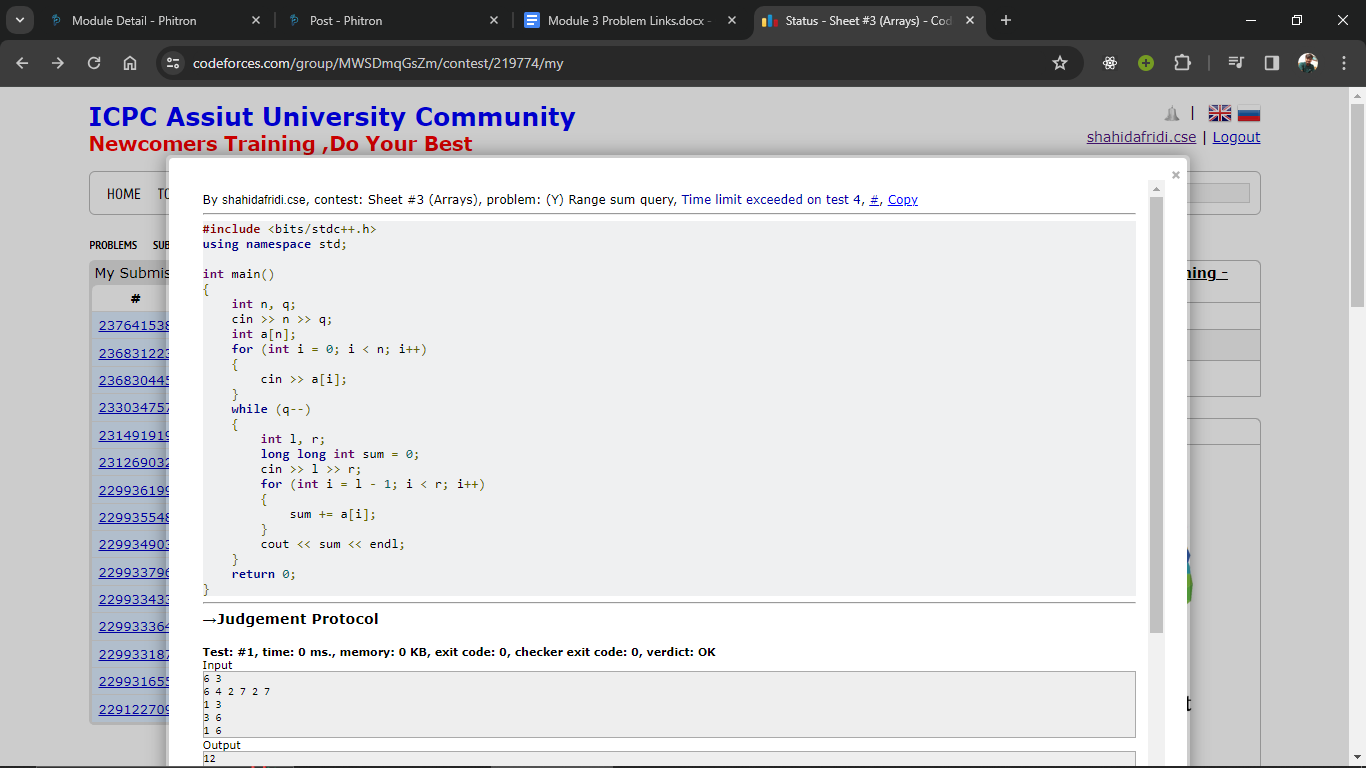 Module Detail - Phitron
Post - Phitron
Module 3 Problem Links.docx -
Status - Sheet #3 (Arrays) - Cod
codeforces.com/group/MWSDmqGsZm/contest/219774/my
ICPC Assiut University Community
Newcomers Training ,Do Your Best
shahidafridi.cse | Logout
HOME TO
PROBLEMS SUB
My Submis
#
237641538
236831223
236830445
233034757
231491919
231269032
229936199
229935548
229934903
229933796
229933433
229933364
229933187
229931655
229122709
ning -
By shahidafridi.cse, contest: Sheet #3 (Arrays), problem: (Y) Range sum query, Time limit exceeded on test 4, #, Copy
#include <bits/stdc++.h>
using namespace std;
int main()
{
int n, q;
cin >> n >> q;
int a[n];
for (int i = 0; i < n; i++)
{
cin >> a[i];
}
while (q--)
{
int l, r;
long long int sum = 0;
cin >> l >> r;
for (int i = l - 1; i < r; i++)
{
sum += a[i];
}
cout << sum << endl;
}
return 0;
}
→Judgement Protocol
Test: #1, time: 0 ms., memory: 0 KB, exit code: 0, checker exit code: 0, verdict: OK
Input
6 3
6 4 2 7 2 7
1 3
3 6
1 6
Output
12
t